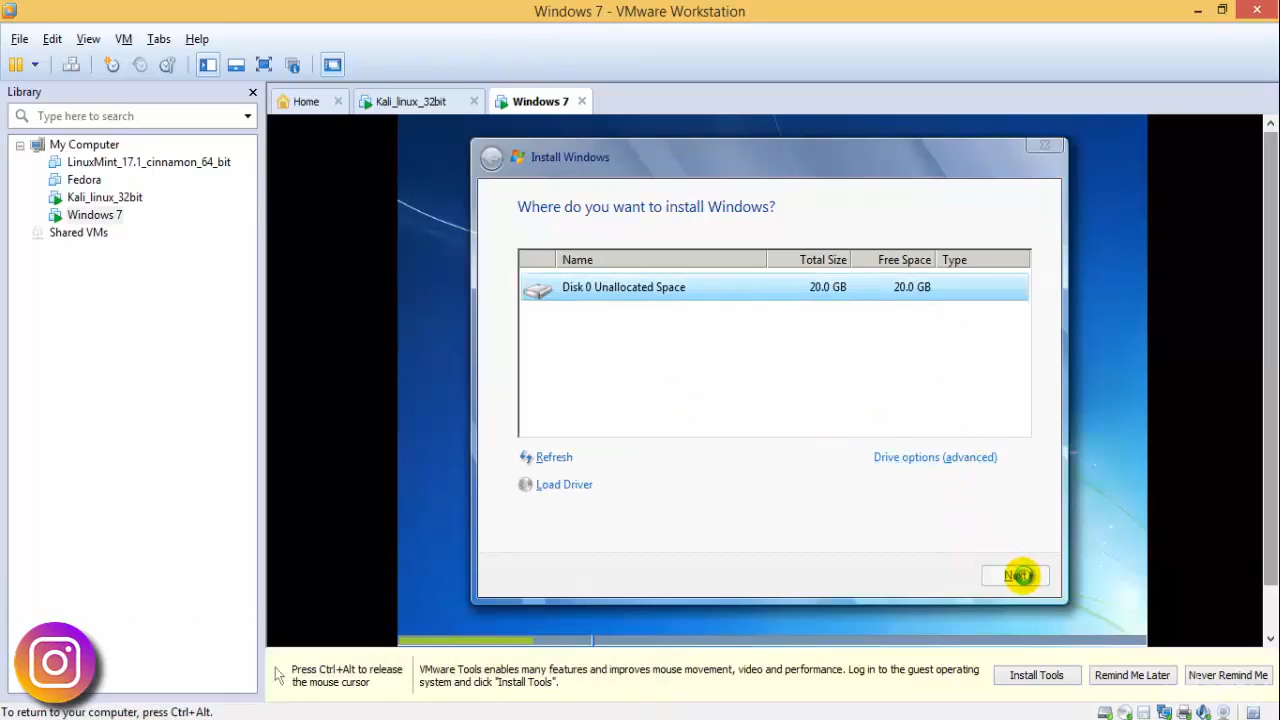 Windows 7 - VMware Workstation
File Edit View VM Tabs Help
Library
Type here to search
My Computer
LinuxMint_17.1_cinnamon_64_bit
Fedora
Kali_linux_32bit
Windows 7
Shared VMs
Home Kali_linux_32bit Windows 7
Install Windows
Where do you want to install Windows?
Name Total Size Free Space Type
Disk 0 Unallocated Space 20.0 GB 20.0 GB
Refresh Drive options (advanced)
Load Driver
Next
Press Ctrl+Alt to release
the mouse cursor
VMware Tools enables many features and improves mouse movement, video and performance. Log in to the guest operating
system and click "Install Tools".
Install Tools Remind Me Later Never Remind Me
To return to your computer, press Ctrl+Alt.